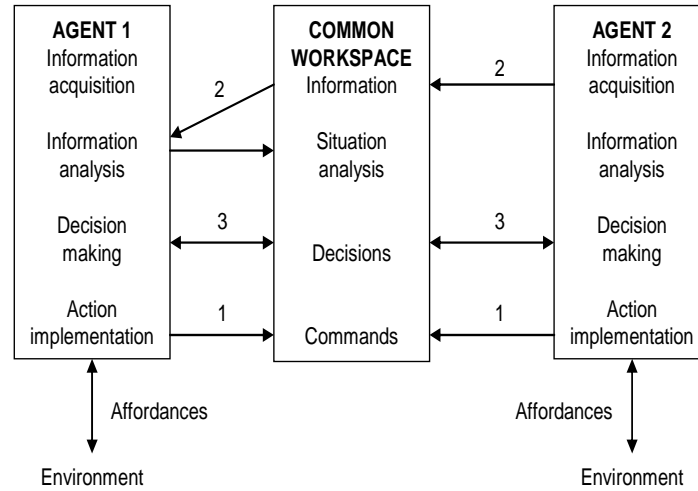 AGENT 1
Information
acquisition
Information
analysis
Decision
making
Action
implementation
2
3
1
COMMON
WORKSPACE
Information
Situation
analysis
Decisions
Commands
2
3
1
AGENT 2
Information
acquisition
Information
analysis
Decision
making
Action
implementation
Affordances
Affordances
Environment
Environment